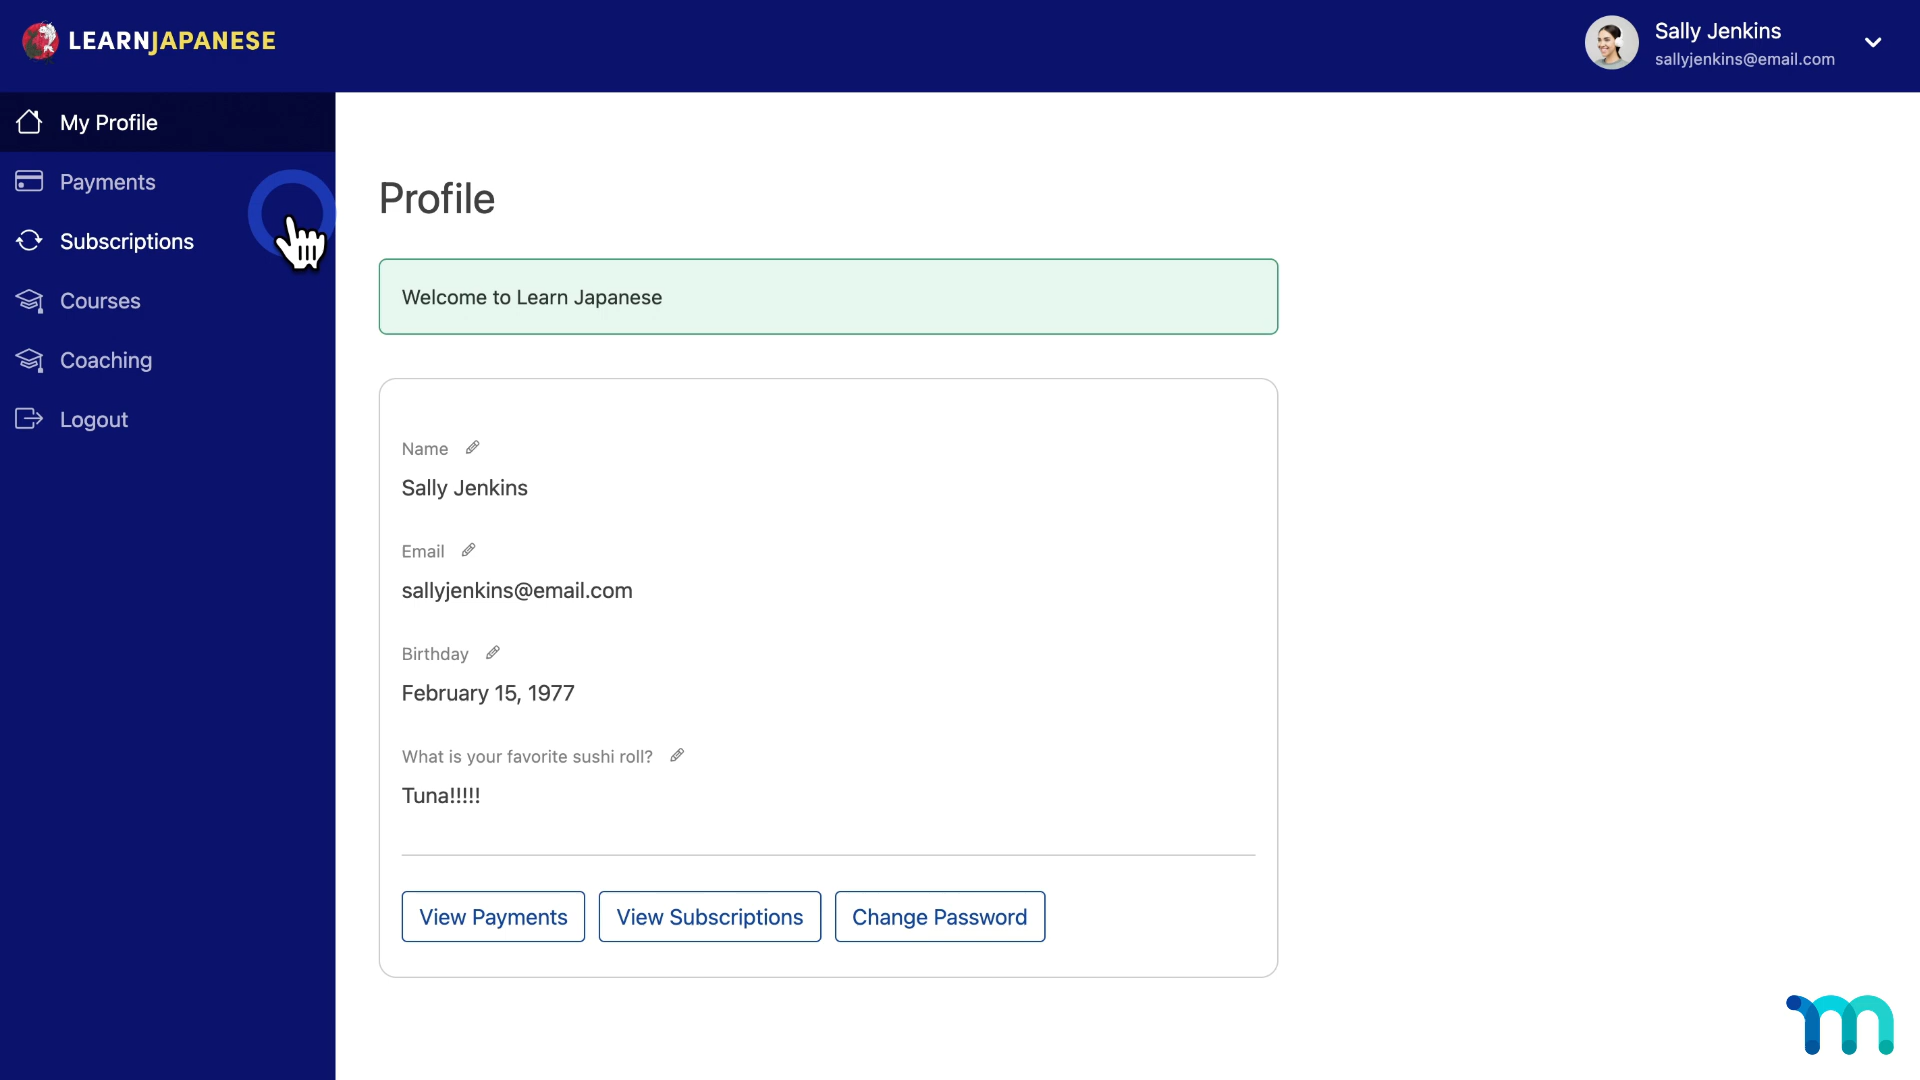 LEARNJAPANESE
Sally Jenkins
sallyjenkins@email.com
My Profile
Payments
Subscriptions
Courses
Coaching
Logout
Profile
Welcome to Learn Japanese
Name
Sally Jenkins
Email
sallyjenkins@email.com
Birthday
February 15, 1977
What is your favorite sushi roll?
Tuna!!!!!
View Payments
View Subscriptions
Change Password
m